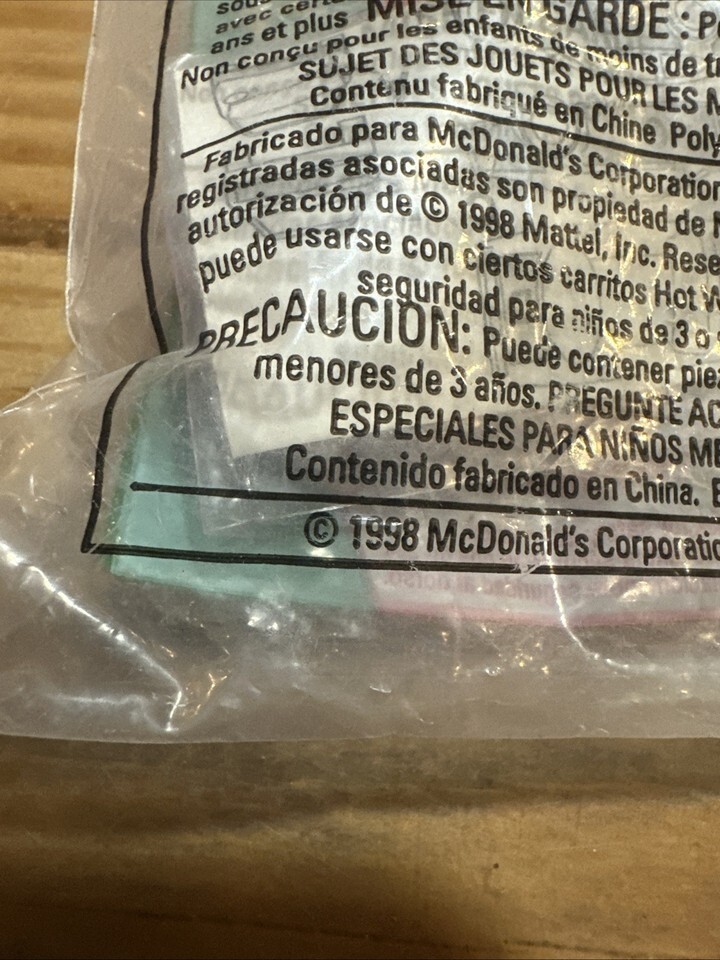 avec cert
ans et plus MISE EN GARDE : P
Non conçu pour les enfants de moins de t
SUJET DES JOUETS POUR LES M
Contenu fabriqué en Chine Poly
Fabricado para McDonald's Corporation
registradas asociadas son propiedad de M
autorización de © 1998 Mattel, Inc. Rese
puede usarse con ciertos carritos Hot W
seguridad para niños de 3 o
PRECAUCIÓN: Puede contener pie
menores de 3 años. PREGUNTE AC
ESPECIALES PARA NIÑOS ME
Contenido fabricado en China.
© 1998 McDonald's Corporatio